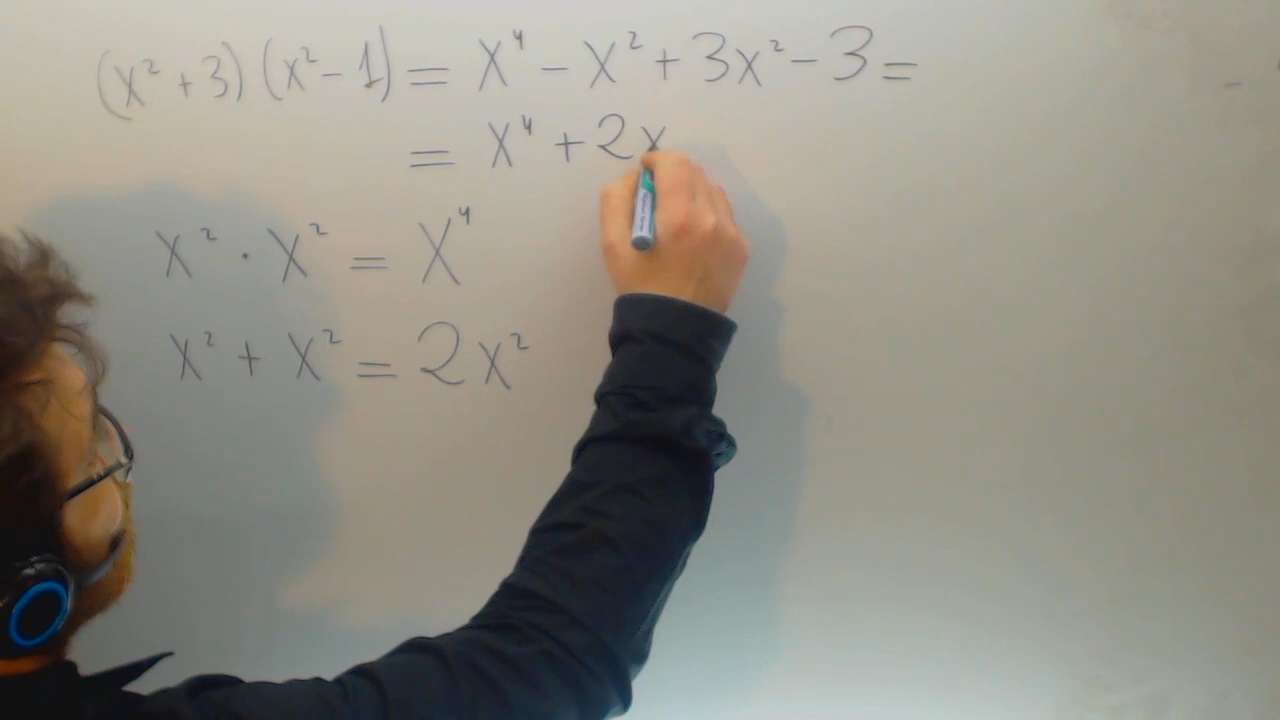 (x² + 3) (x² - 1) = x⁴ - x² + 3x² - 3 =
= x⁴ + 2x
x² · x² = x⁴
x² + x² = 2x²